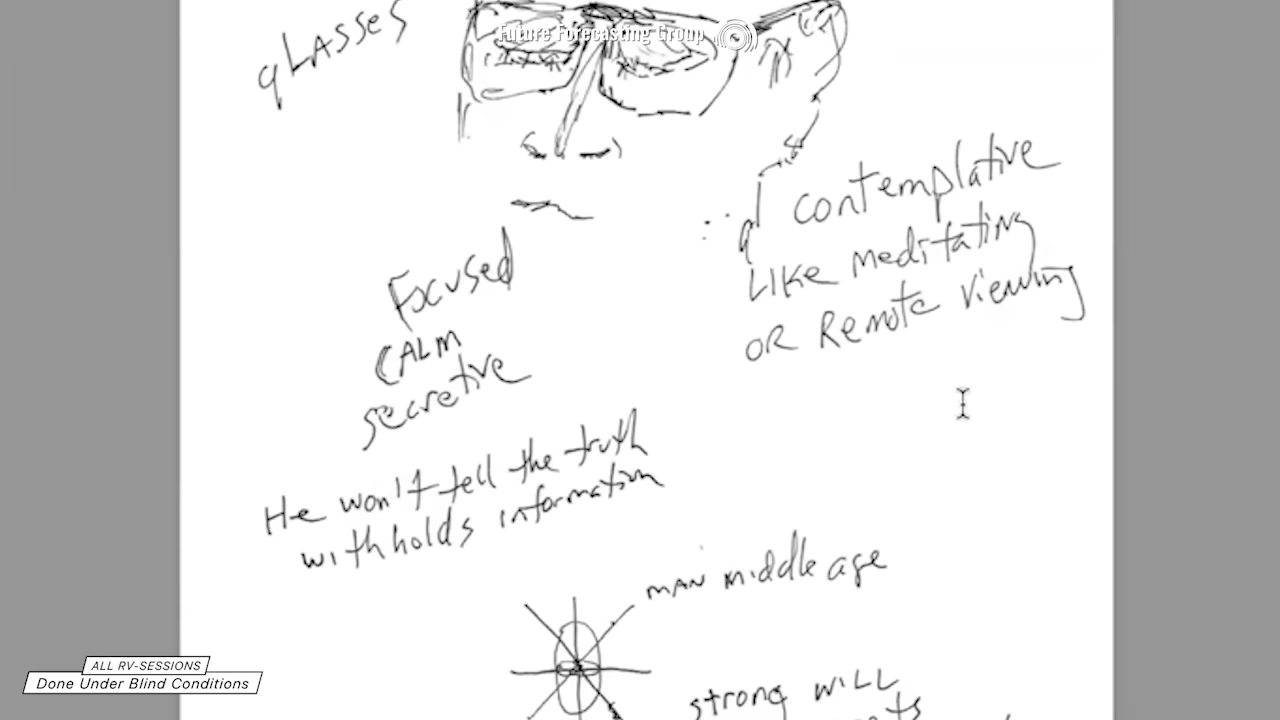 glasses
Future Forecasting Group
contemplative
Like meditating
or Remote viewing
Focused
calm
secretive
He won't tell the truth
withholds information
man middle age
strong will
ALL RV-SESSIONS
Done Under Blind Conditions